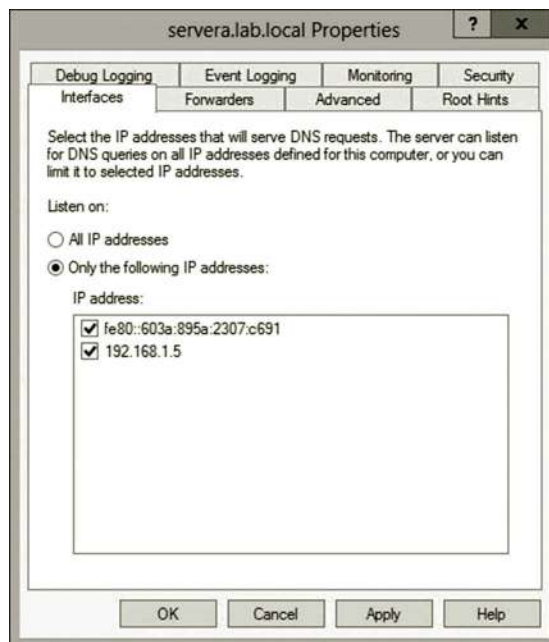 servera.lab.local Properties
? x
Debug Logging Event Logging Monitoring Security
Interfaces Forwarders Advanced Root Hints
Select the IP addresses that will serve DNS requests. The server can listen
for DNS queries on all IP addresses defined for this computer, or you can
limit it to selected IP addresses.
Listen on:
All IP addresses
Only the following IP addresses:
IP address:
fe80::603a:895a:2307:c691
192.168.1.5
OK Cancel Apply Help